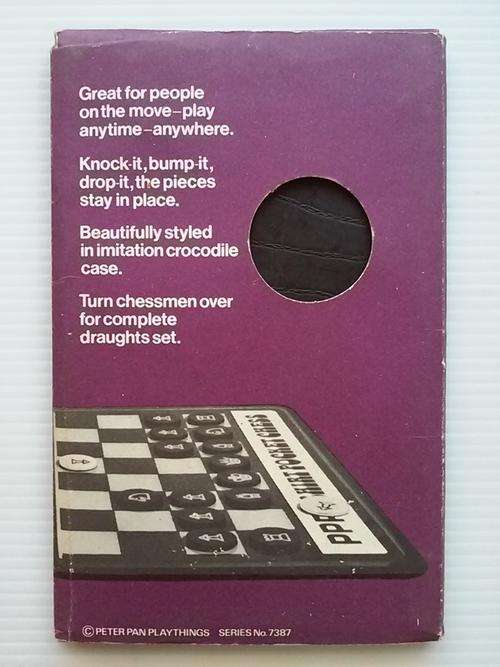 Great for people
on the move–play
anytime–anywhere.
Knock-it, bump-it,
drop-it, the pieces
stay in place.
Beautifully styled
in imitation crocodile
case.
Turn chessmen over
for complete
draughts set.
PPP MINI POCKET CHESS
© PETER PAN PLAYTHINGS SERIES No. 7387